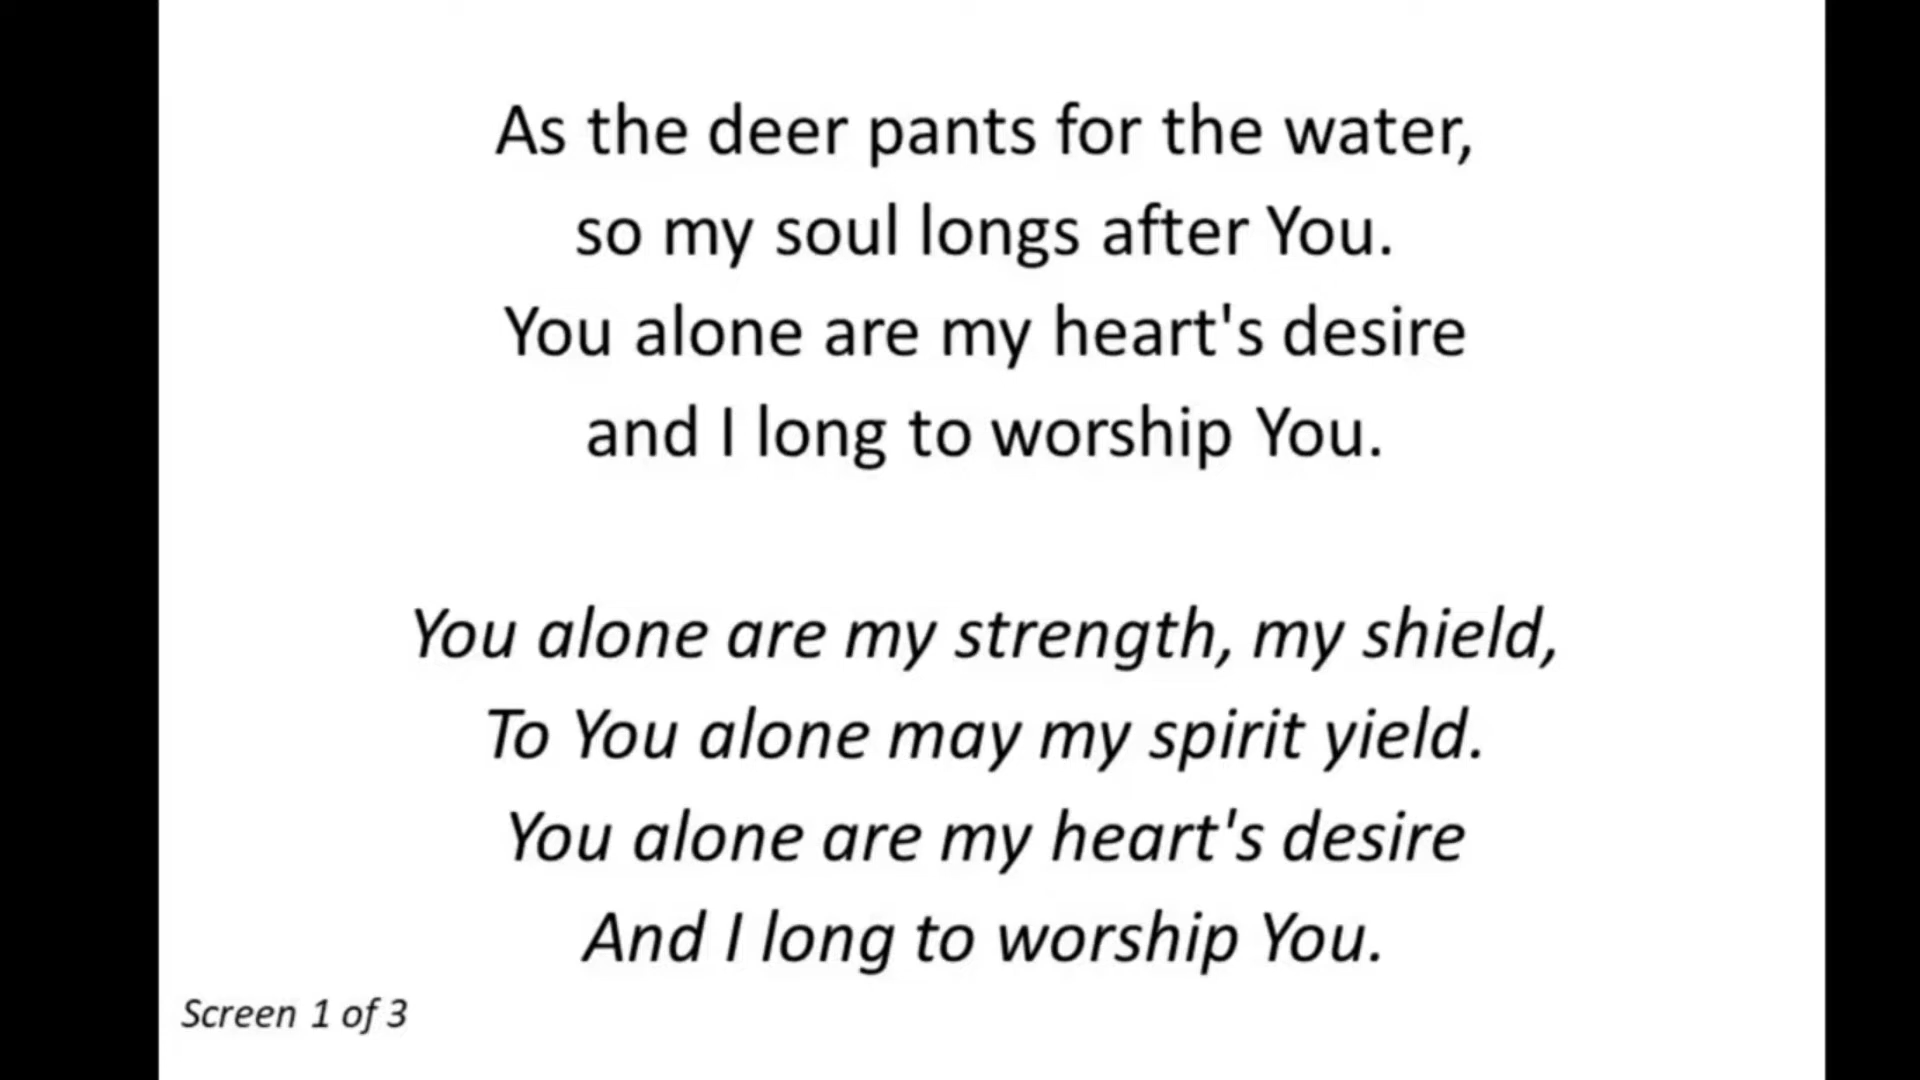 As the deer pants for the water,
so my soul longs after You.
You alone are my heart's desire
and I long to worship You.
You alone are my strength, my shield,
To You alone may my spirit yield.
You alone are my heart's desire
And I long to worship You.
Screen 1 of 3